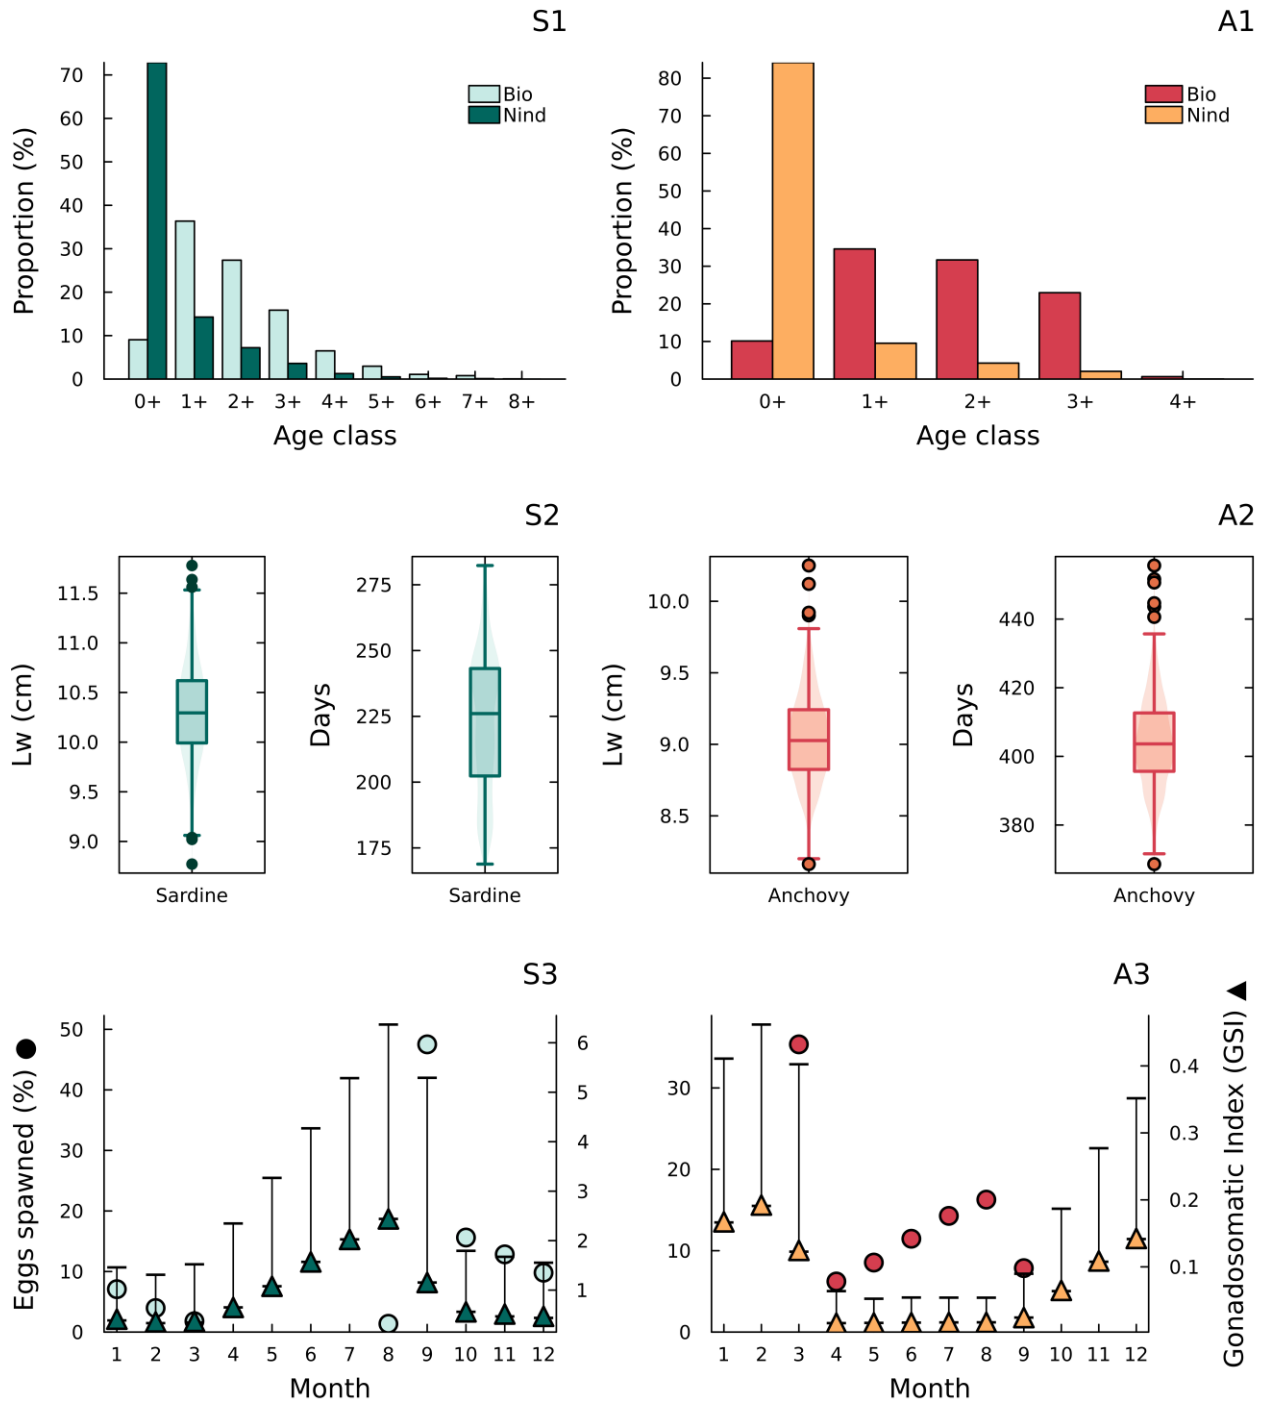 S1
A1
Proportion (%)
70
60
50
40
30
20
10
0
Bio
Nind
0+ 1+ 2+ 3+ 4+ 5+ 6+ 7+ 8+
Age class
Proportion (%)
80
70
60
50
40
30
20
10
0
Bio
Nind
0+ 1+ 2+ 3+ 4+
Age class
S2
A2
Lw (cm)
11.5
11.0
10.5
10.0
9.5
9.0
Sardine
Days
275
250
225
200
175
Sardine
Lw (cm)
10.0
9.5
9.0
8.5
Anchovy
Days
440
420
400
380
Anchovy
S3
A3
Eggs spawned (%) ●
50
40
30
20
10
0
6
5
4
3
2
1
1 2 3 4 5 6 7 8 9 10 11 12
Month
30
20
10
0
0.4
0.3
0.2
0.1
1 2 3 4 5 6 7 8 9 10 11 12
Month
Gonadosomatic Index (GSI) ▲